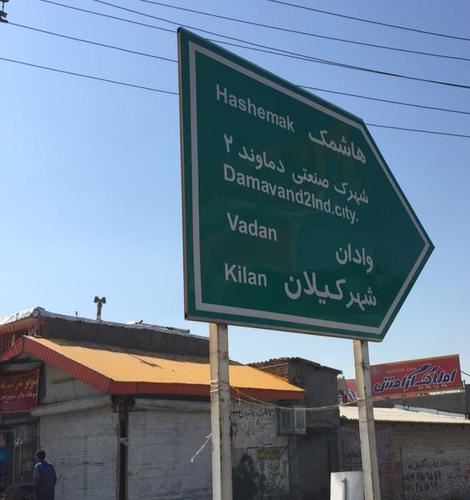 Hashemak هاشمک
شهرک صنعتی دماوند ۲
Damavand2Ind.city.
Vadan وادان
Kilan شهرکیلان
املاک آرامش